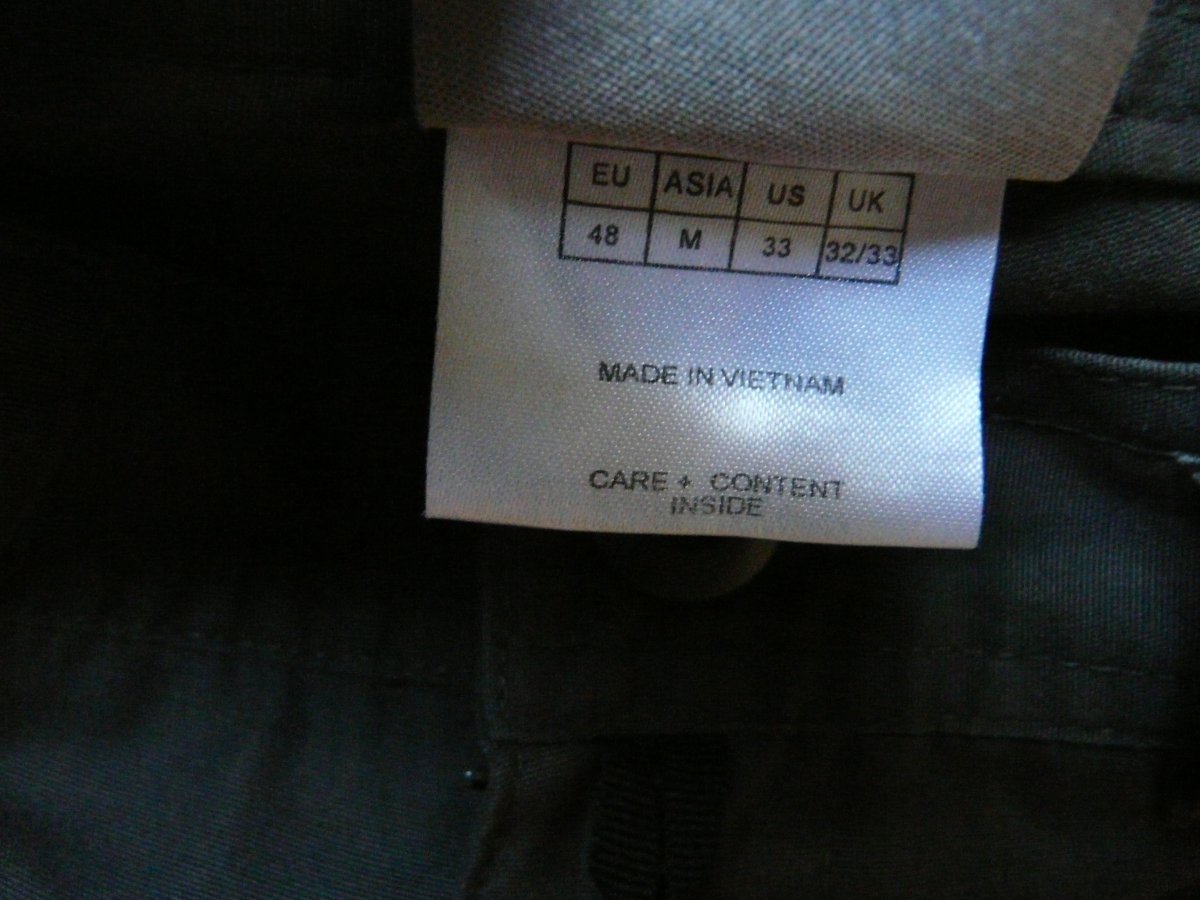 EU ASIA US UK
48 M 33 32/33
MADE IN VIETNAM
CARE + CONTENT
INSIDE